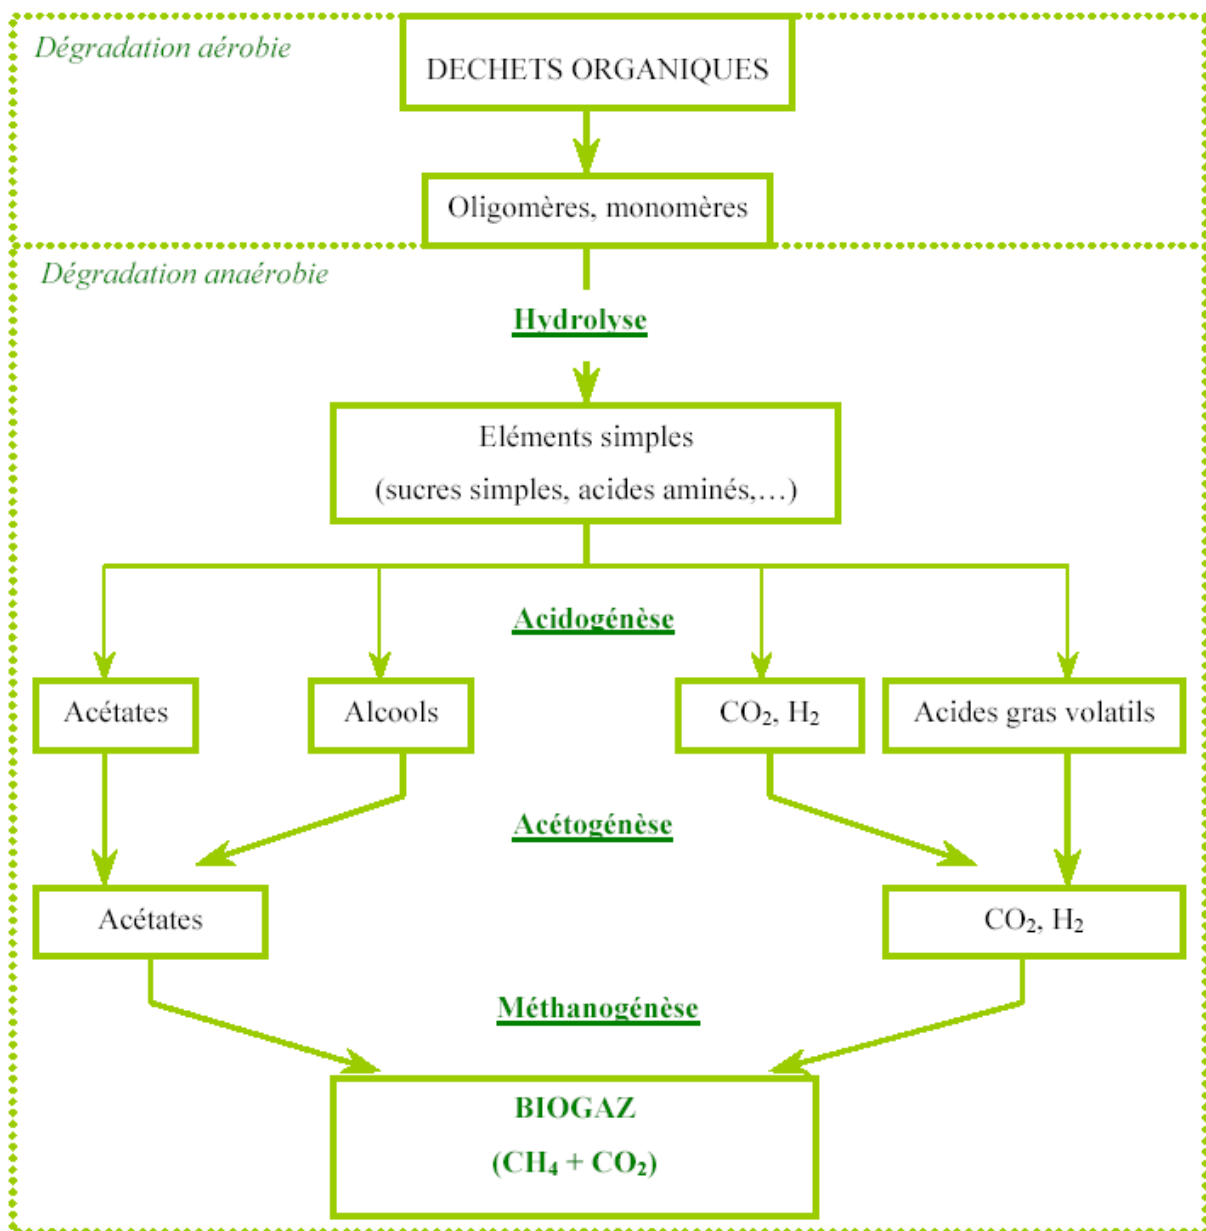 Dégradation aérobie
DECHETS ORGANIQUES
Oligomères, monomères
Dégradation anaérobie
Hydrolyse
Eléments simples
(sucres simples, acides aminés,…)
Acidogénèse
Acétates
Alcools
CO₂, H₂
Acides gras volatils
Acétogénèse
Acétates
CO₂, H₂
Méthanogénèse
BIOGAZ
(CH₄ + CO₂)